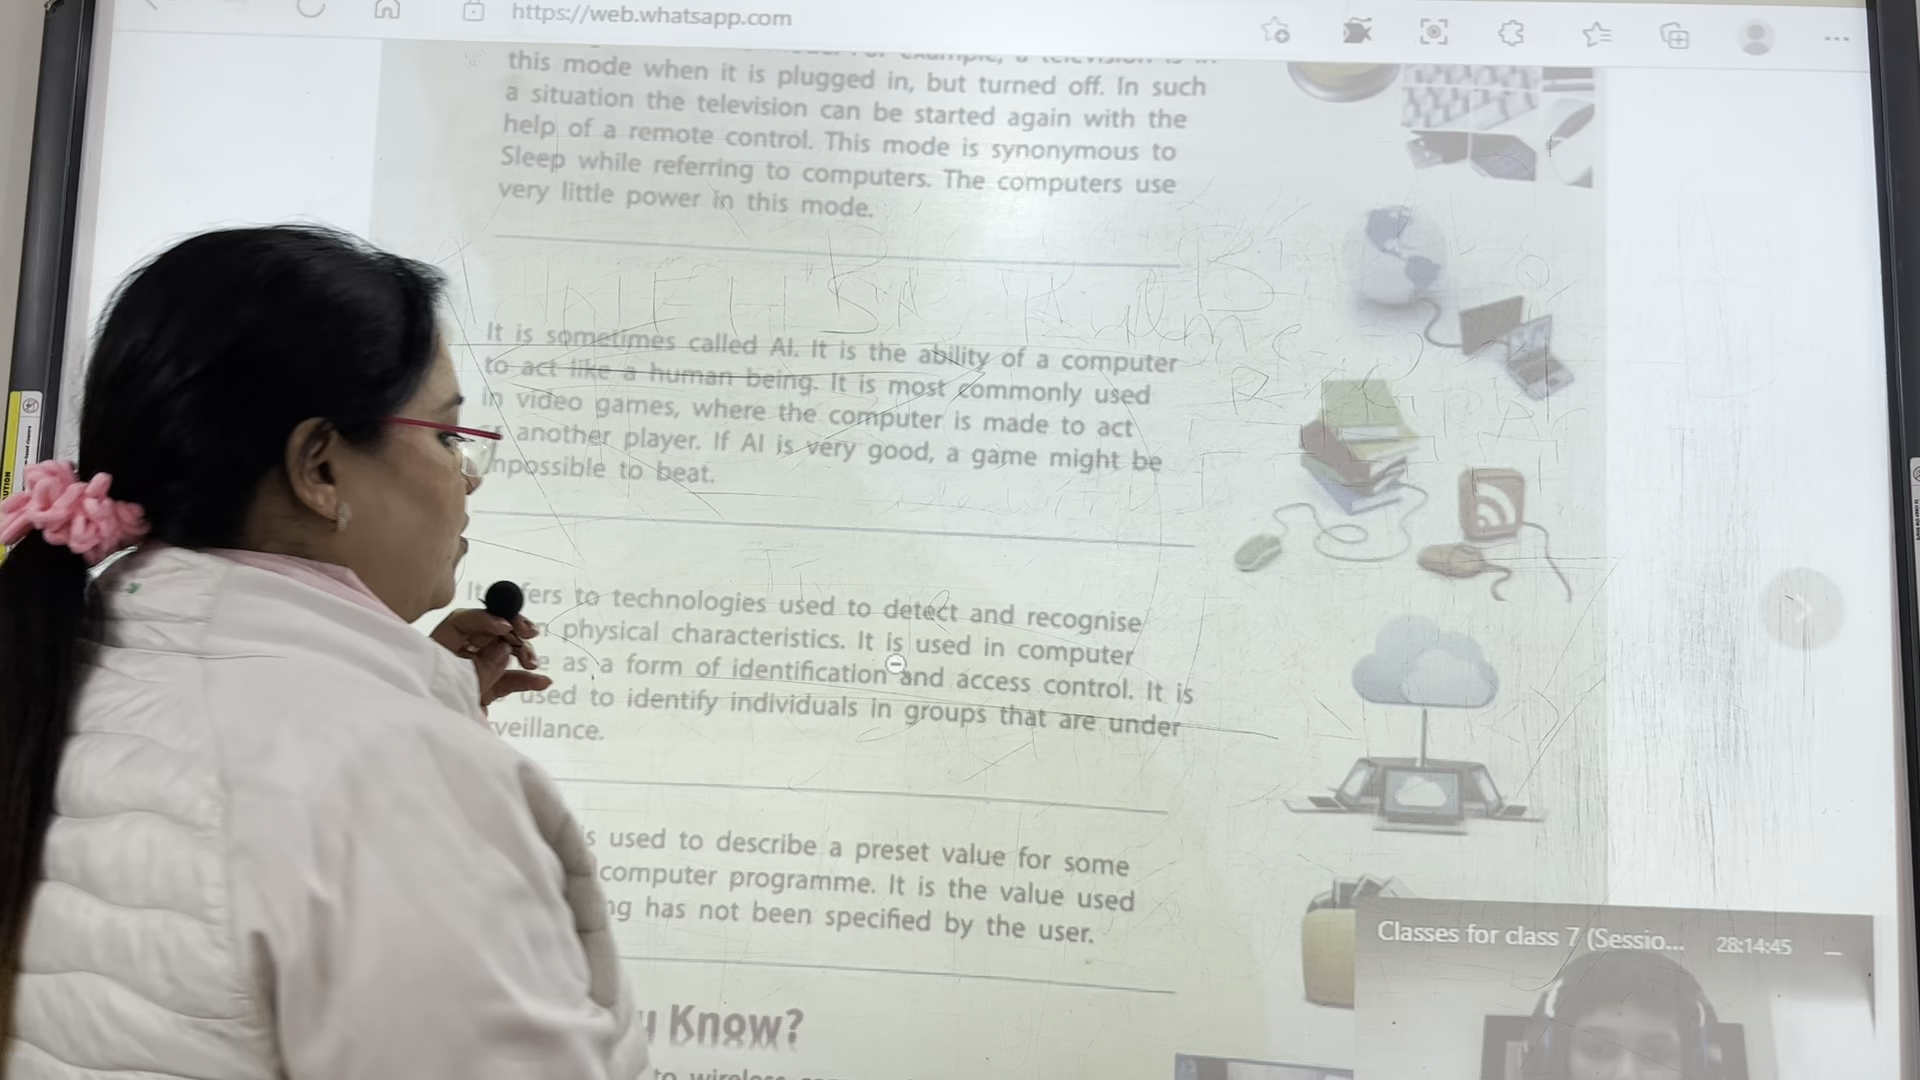 https://web.whatsapp.com
this mode when it is plugged in, but turned off. In such
a situation the television can be started again with the
help of a remote control. This mode is synonymous to
Sleep while referring to computers. The computers use
very little power in this mode.
It is sometimes called AI. It is the ability of a computer
to act like a human being. It is most commonly used
in video games, where the computer is made to act
another player. If AI is very good, a game might be
mpossible to beat.
It fers to technologies used to detect and recognise
physical characteristics. It is used in computer
as a form of identification and access control. It is
used to identify individuals in groups that are under
veillance.
is used to describe a preset value for some
computer programme. It is the value used
ng has not been specified by the user.
Classes for class 7 (Sessio... 28:14:45
Know?
to wireless